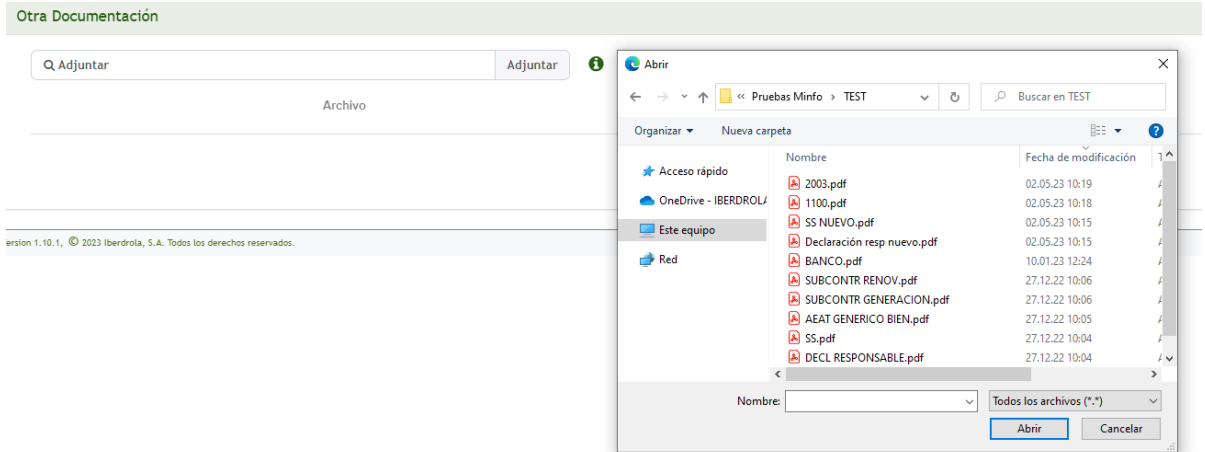 Otra Documentación
Adjuntar
Adjuntar
Archivo
ersion 1.10.1, © 2023 Iberdrola, S.A. Todos los derechos reservados.
Abrir
« Pruebas Minfo › TEST
Buscar en TEST
Organizar
Nueva carpeta
Acceso rápido
OneDrive - IBERDROLA
Este equipo
Red
Nombre Fecha de modificación T
2003.pdf 02.05.23 10:19 A
1100.pdf 02.05.23 10:18 A
SS NUEVO.pdf 02.05.23 10:15 A
Declaración resp nuevo.pdf 02.05.23 10:15 A
BANCO.pdf 10.01.23 12:24 A
SUBCONTR RENOV.pdf 27.12.22 10:06 A
SUBCONTR GENERACION.pdf 27.12.22 10:06 A
AEAT GENERICO BIEN.pdf 27.12.22 10:05 A
SS.pdf 27.12.22 10:04 A
DECL RESPONSABLE.pdf 27.12.22 10:04 A
Nombre:
Todos los archivos (*.*)
Abrir
Cancelar